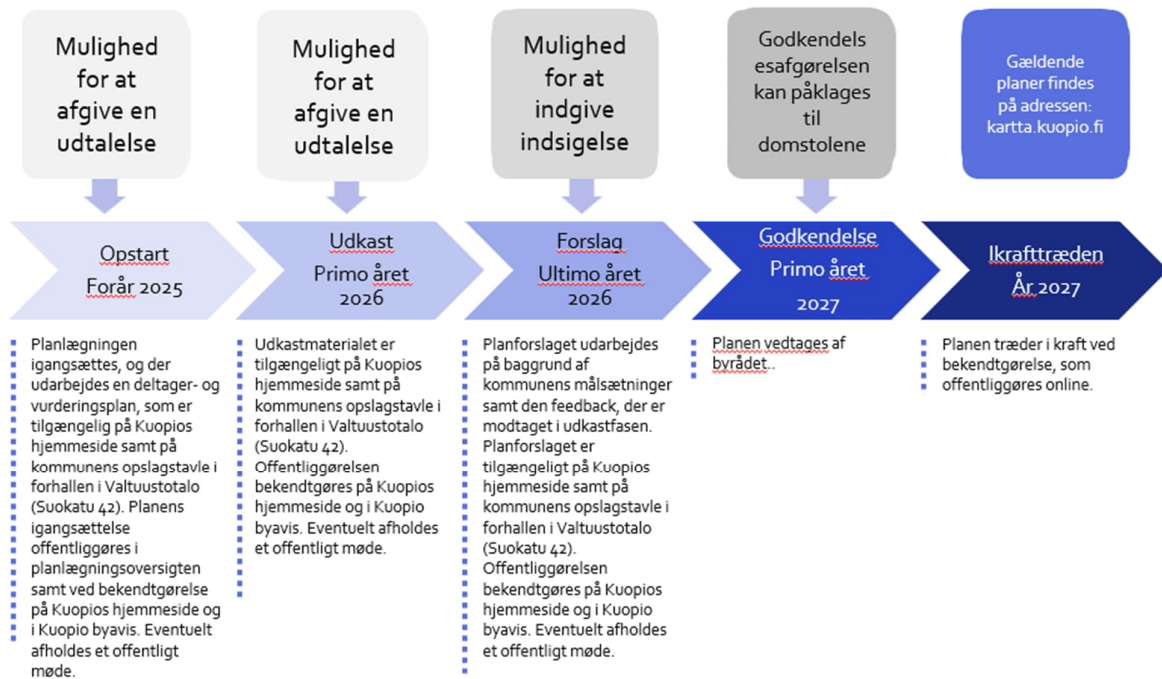 Mulighed
for at
afgive en
udtalelse
Mulighed
for at
afgive en
udtalelse
Mulighed
for at
indgive
indsigelse
Godkendels
esafgørelsen
kan påklages
til
domstolene
Gældende
planer findes
på adressen:
kartta.kuopio.fi
Opstart
Forår 2025
Udkast
Primo året
2026
Forslag
Ultimo året
2026
Godkendelse
Primo året
2027
Ikrafttræden
År 2027
Planlægningen
igangsættes, og der
udarbejdes en deltager- og
vurderingsplan, som er
tilgængelig på Kuopios
hjemmeside samt på
kommunens opslagstavle i
forhallen i Valtuustotalo
(Suokatu 42). Planens
igangsættelse
offentliggøres i
planlægningsoversigten
samt ved bekendtgørelse
på Kuopios hjemmeside og
i Kuopio byavis. Eventuelt
afholdes et offentligt
møde.
Udkastmaterialet er
tilgængeligt på Kuopios
hjemmeside samt på
kommunens opslagstavle i
forhallen i Valtuustotalo
(Suokatu 42).
Offentliggørelsen
bekendtgøres på Kuopios
hjemmeside og i Kuopio
byavis. Eventuelt afholdes
et offentligt møde.
Planforslaget udarbejdes
på baggrund af
kommunens målsætninger
samt den feedback, der er
modtaget i udkastfasen.
Planforslaget er
tilgængeligt på Kuopios
hjemmeside samt på
kommunens opslagstavle i
forhallen i Valtuustotalo
(Suokatu 42).
Offentliggørelsen
bekendtgøres på Kuopios
hjemmeside og i Kuopio
byavis. Eventuelt afholdes
et offentligt møde.
Planen vedtages af
byrådet..
Planen træder i kraft ved
bekendtgørelse, som
offentliggøres online.